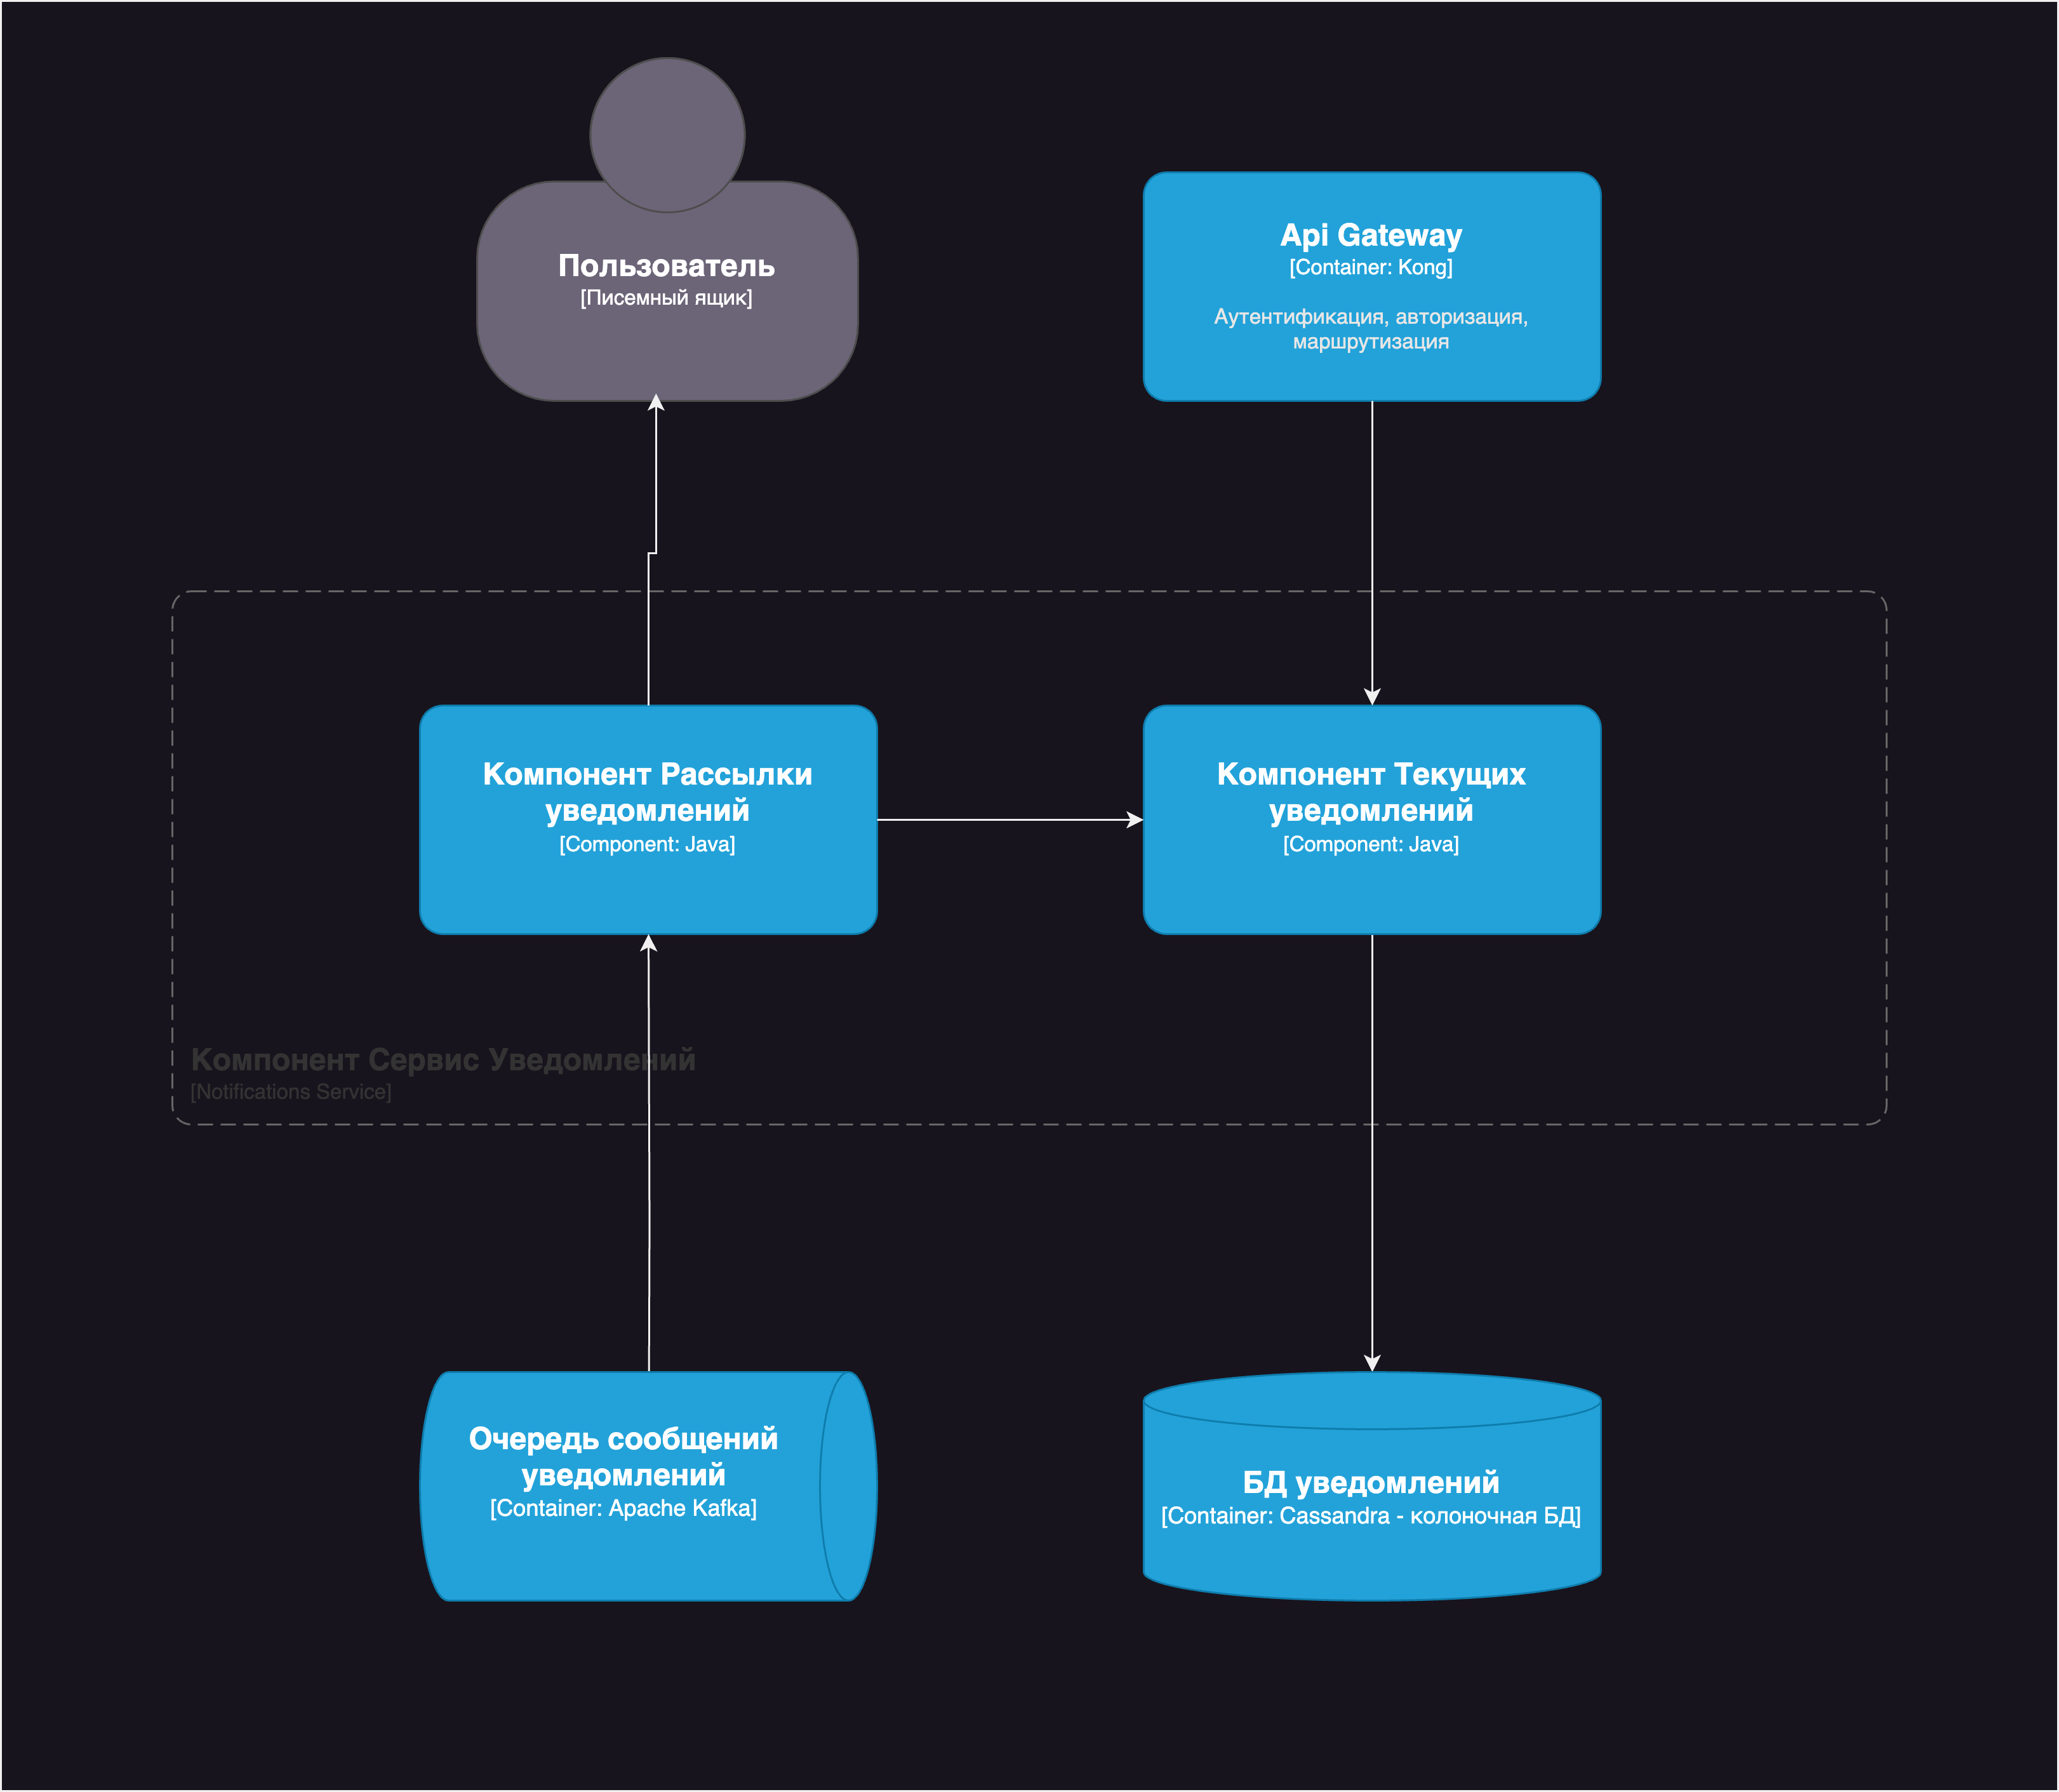 Пользователь
[Писемный ящик]
Api Gateway
[Container: Kong]
Аутентификация, авторизация,
маршрутизация
Компонент Рассылки
уведомлений
[Component: Java]
Компонент Текущих
уведомлений
[Component: Java]
Компонент Сервис Уведомлений
[Notifications Service]
Очередь сообщений
уведомлений
[Container: Apache Kafka]
БД уведомлений
[Container: Cassandra - колоночная БД]